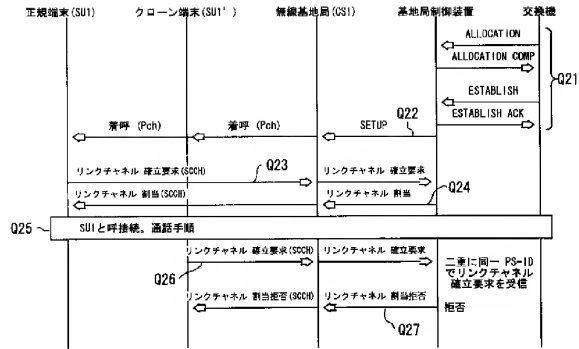 正規端末(SU1) クローン端末(SU1') 無線基地局(CS1) 基地局制御装置 交換機
ALLOCATION
ALLOCATION COMP
Q21
ESTABLISH
ESTABLISH ACK
Q22
着呼 (Pch) 着呼 (Pch) SETUP
Q23
リンクチャネル 確立要求(SCCH) リンクチャネル 確立要求
リンクチャネル 割当(SCCH) リンクチャネル 割当
Q24
Q25
SU1と呼接続。通話手順
リンクチャネル 確立要求(SCCH) リンクチャネル 確立要求
Q26
二重に同一 PS-ID
でリンクチャネル
確立要求を受信
リンクチャネル 割当拒否(SCCH) リンクチャネル 割当拒否
拒否
Q27